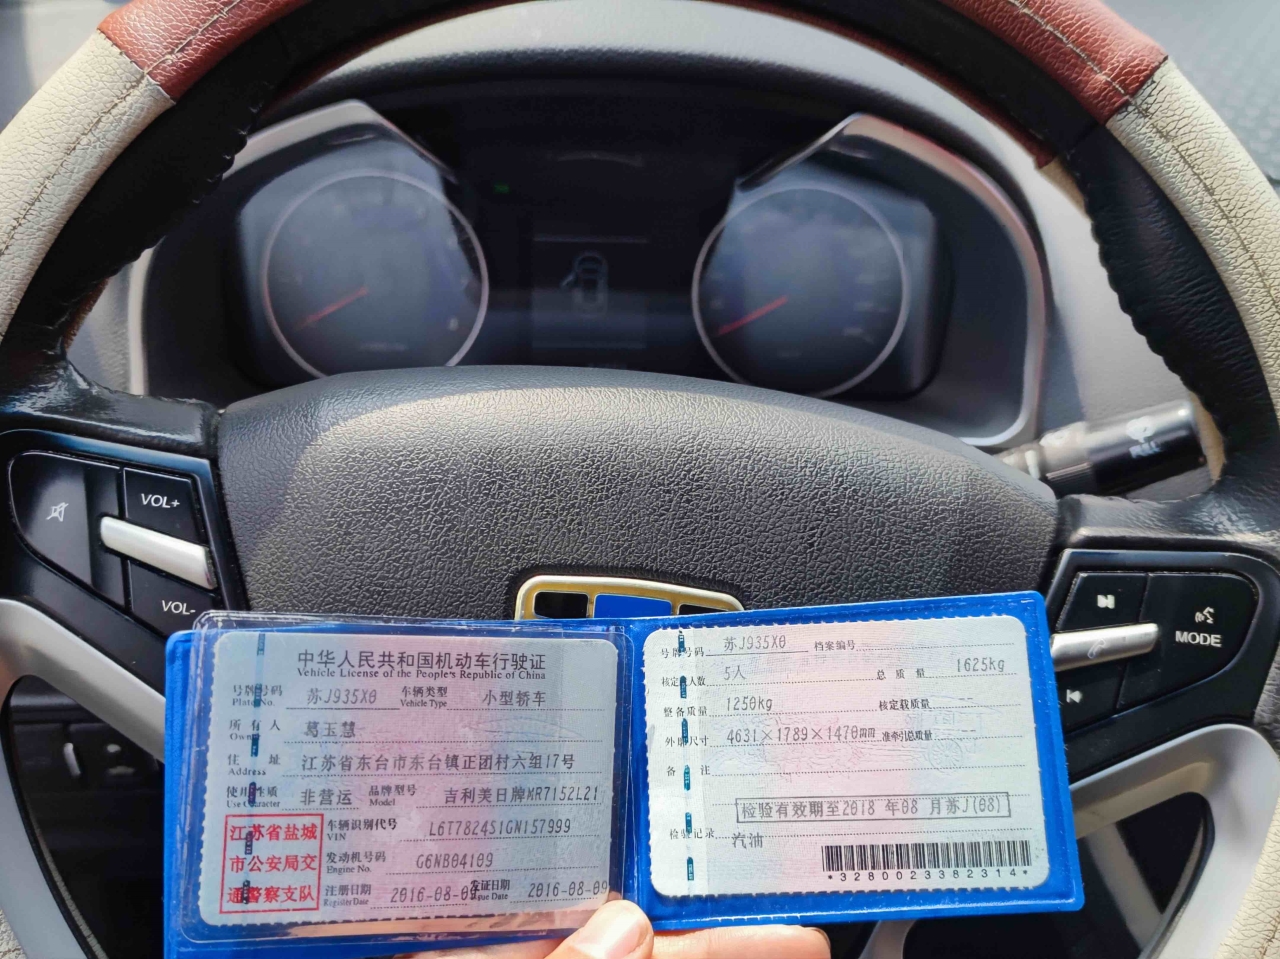 VOL+
VOL-
PULL
MODE
中华人民共和国机动车行驶证
Vehicle License of the People's Republic of China
号牌号码 苏J935X0 车辆类型 小型轿车
Plate No. Vehicle Type
所有人 葛玉慧
Owner
住址 江苏省东台市东台镇正团村六组17号
Address
使用性质 非营运 品牌型号 吉利美日牌MR7152L21
Use Character Model
江苏省盐城
市公安局交
通警察支队
车辆识别代号 L6T7824S1GN157999
VIN
发动机号码 G6NB04109
Engine No.
注册日期 2016-08-09 发证日期 2016-08-09
Register Date Issue Date
号牌号码 苏J935X0 档案编号
核定载人数 5人 总质量 1625kg
整备质量 1250kg 核定载质量 --
外廓尺寸 4631×1789×1470mm 准牵引总质量 --
备注
检验有效期至2018年08月苏J(08)
检验记录 汽油
*3280023382314*